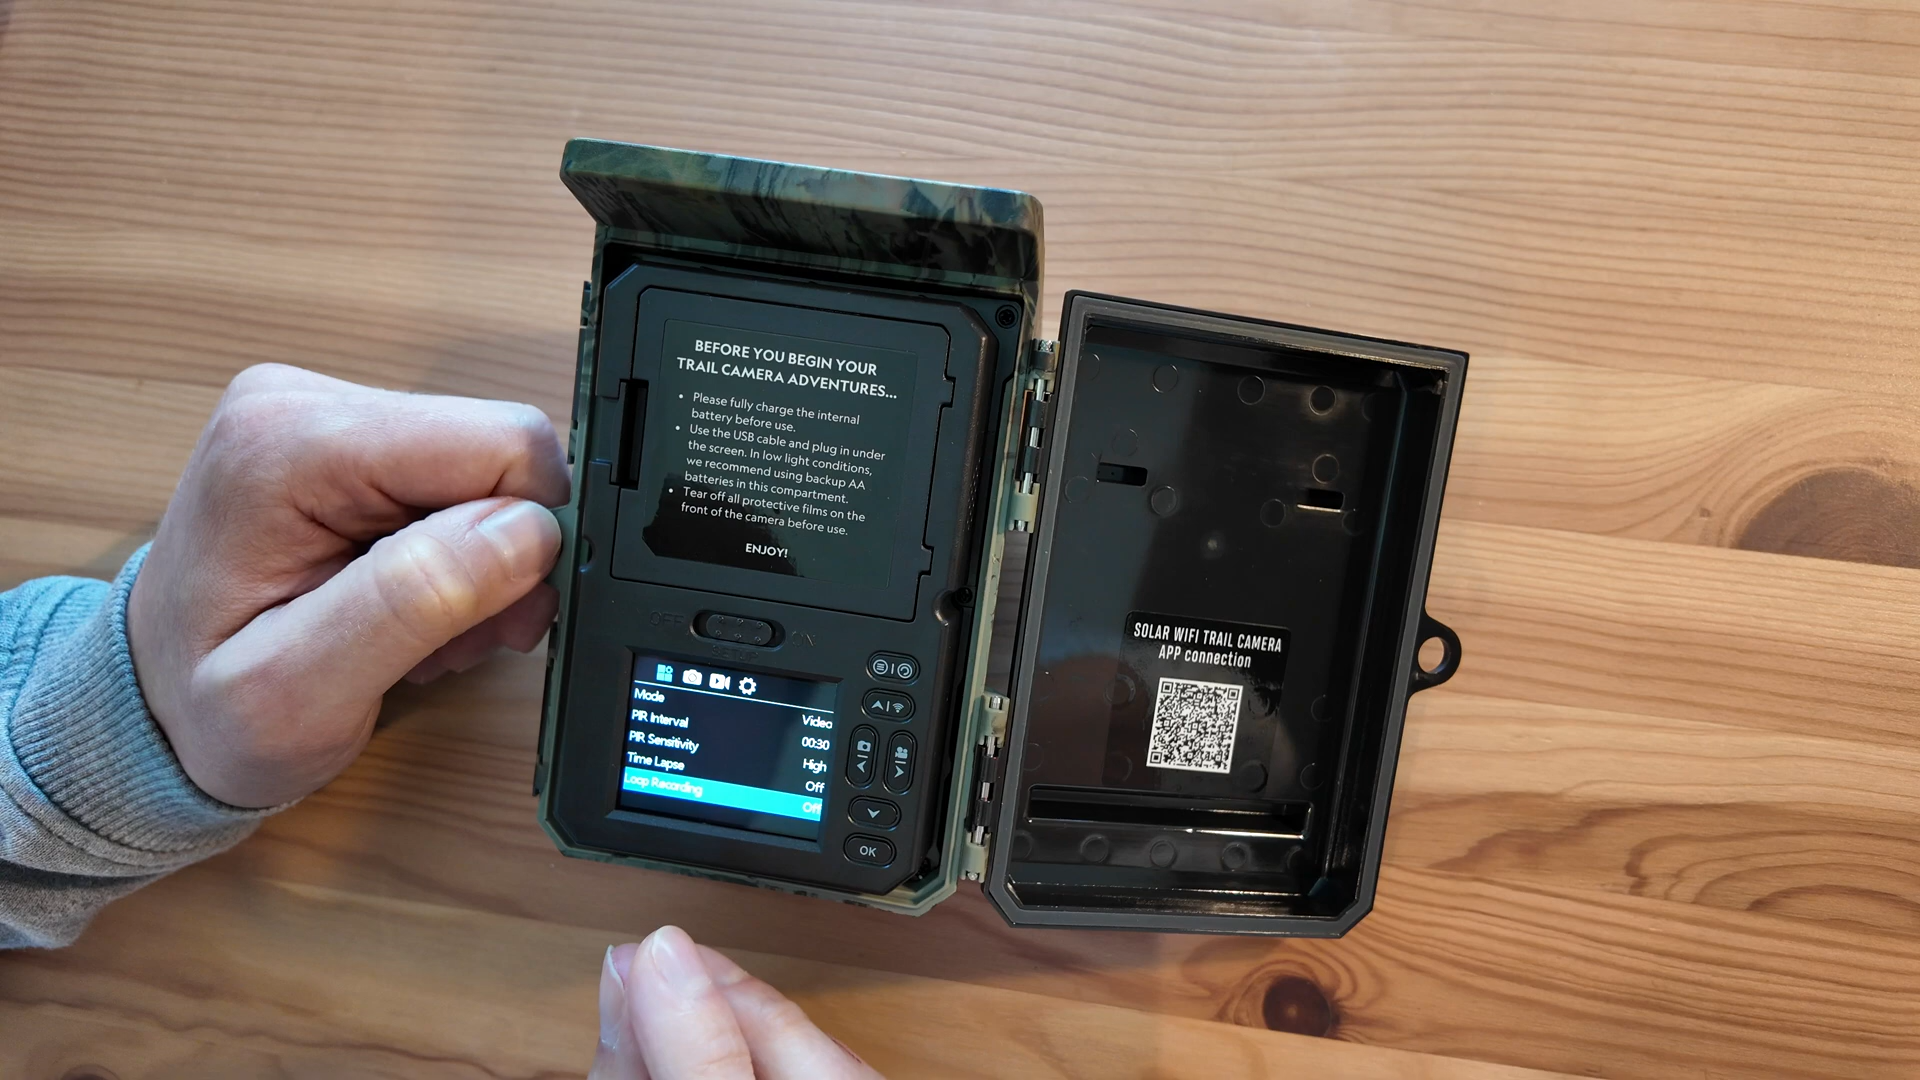 BEFORE YOU BEGIN YOUR
TRAIL CAMERA ADVENTURES...
• Please fully charge the internal
battery before use.
• Use the USB cable and plug in under
the screen. In low light conditions,
we recommend using backup AA
batteries in this compartment.
• Tear off all protective films on the
front of the camera before use.
ENJOY!
OFF ON
SETUP
Mode
Video
PIR Interval
00:30
PIR Sensitivity
High
Time Lapse
Off
Loop Recording
Off
OK
SOLAR WIFI TRAIL CAMERA
APP connection